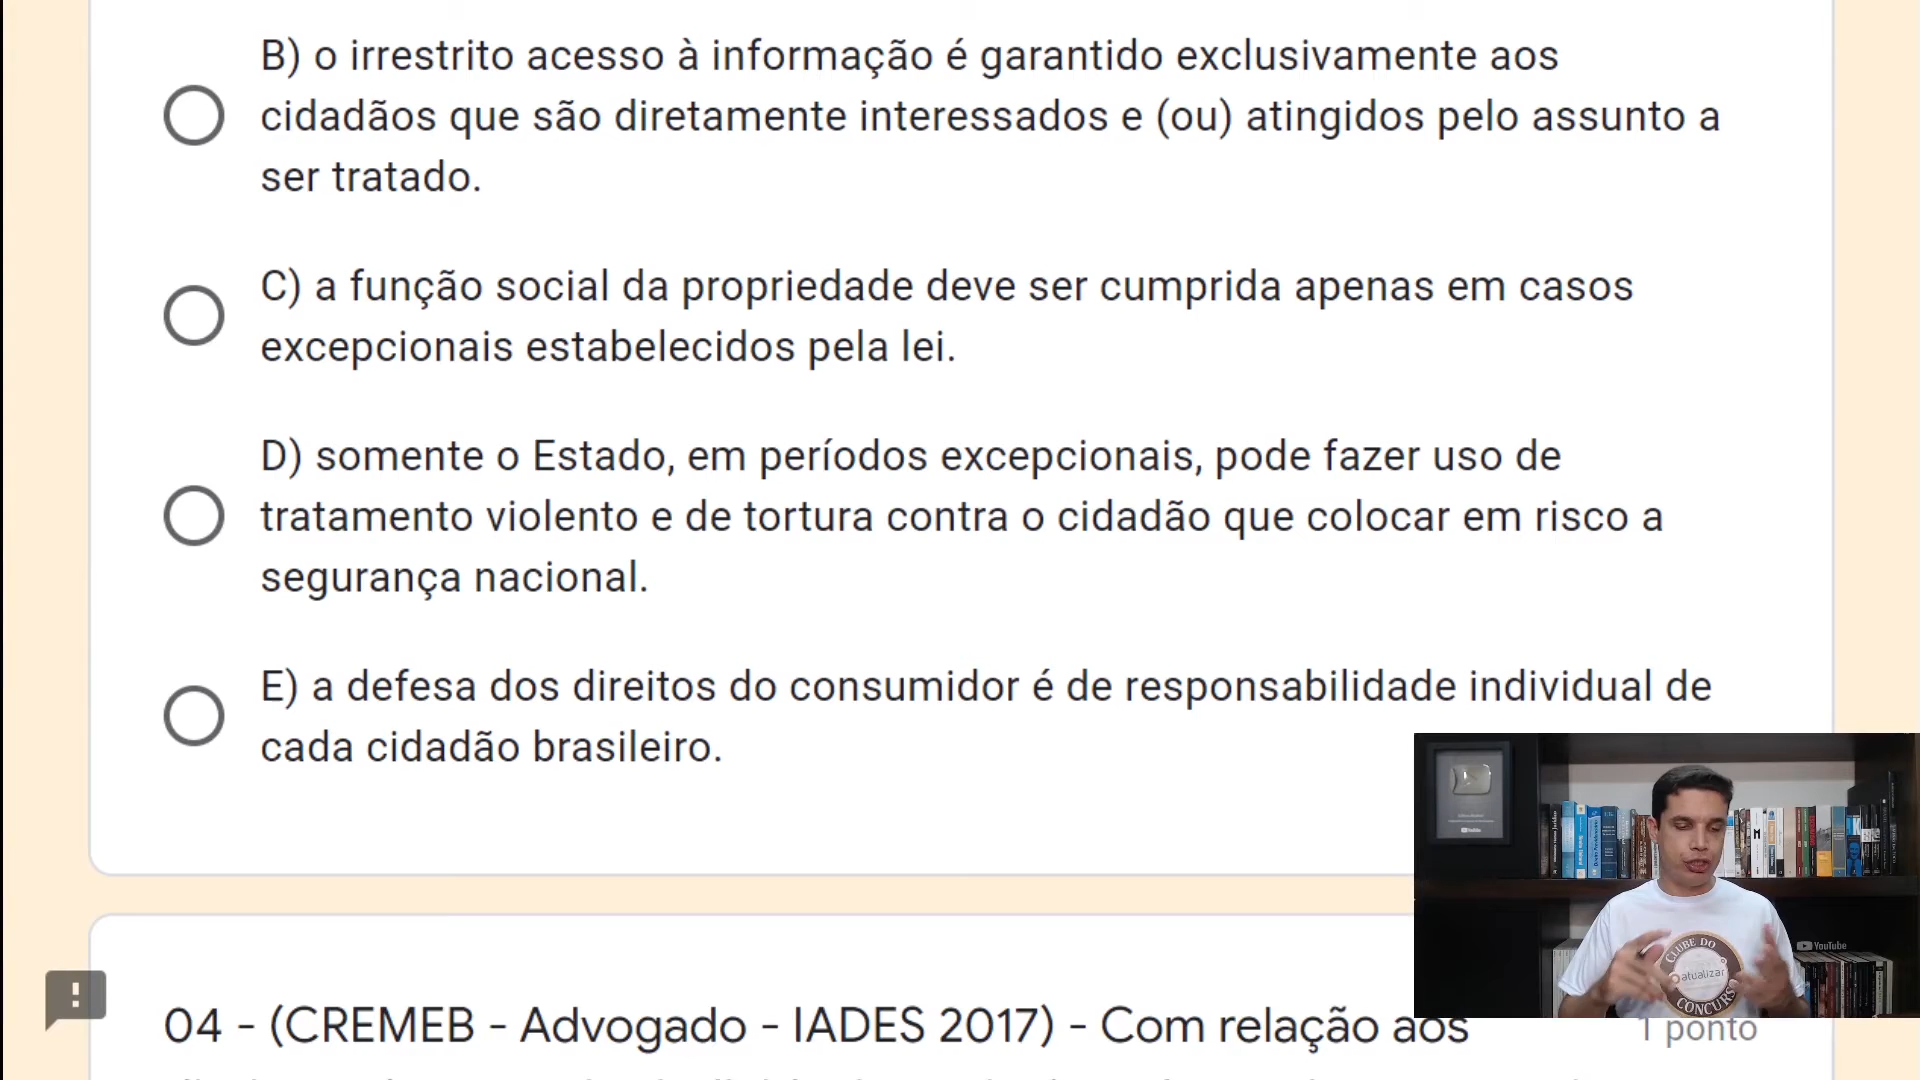 B) o irrestrito acesso à informação é garantido exclusivamente aos
cidadãos que são diretamente interessados e (ou) atingidos pelo assunto a
ser tratado.
C) a função social da propriedade deve ser cumprida apenas em casos
excepcionais estabelecidos pela lei.
D) somente o Estado, em períodos excepcionais, pode fazer uso de
tratamento violento e de tortura contra o cidadão que colocar em risco a
segurança nacional.
E) a defesa dos direitos do consumidor é de responsabilidade individual de
cada cidadão brasileiro.
YouTube
CLUBE DO
atualizar
CONCURS
04 - (CREMEB - Advogado - IADES 2017) - Com relação aos
1 ponto